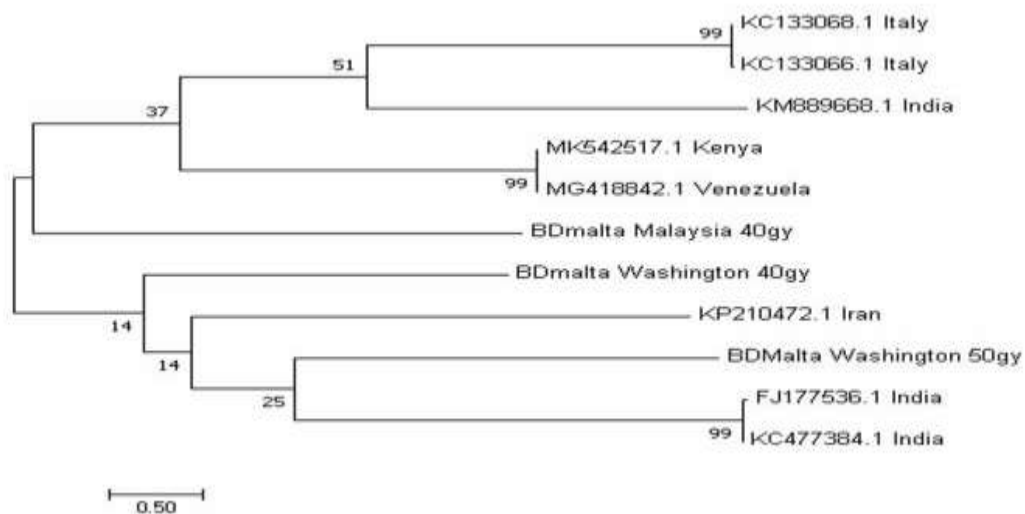 KC133068.1 Italy
99
KC133066.1 Italy
51
KM889668.1 India
37
MK542517.1 Kenya
99
MG418842.1 Venezuela
BDmalta Malaysia 40gy
BDmalta Washington 40gy
KP210472.1 Iran
14
BDMalta Washington 50gy
14
FJ177536.1 India
25
99
KC477384.1 India
0.50